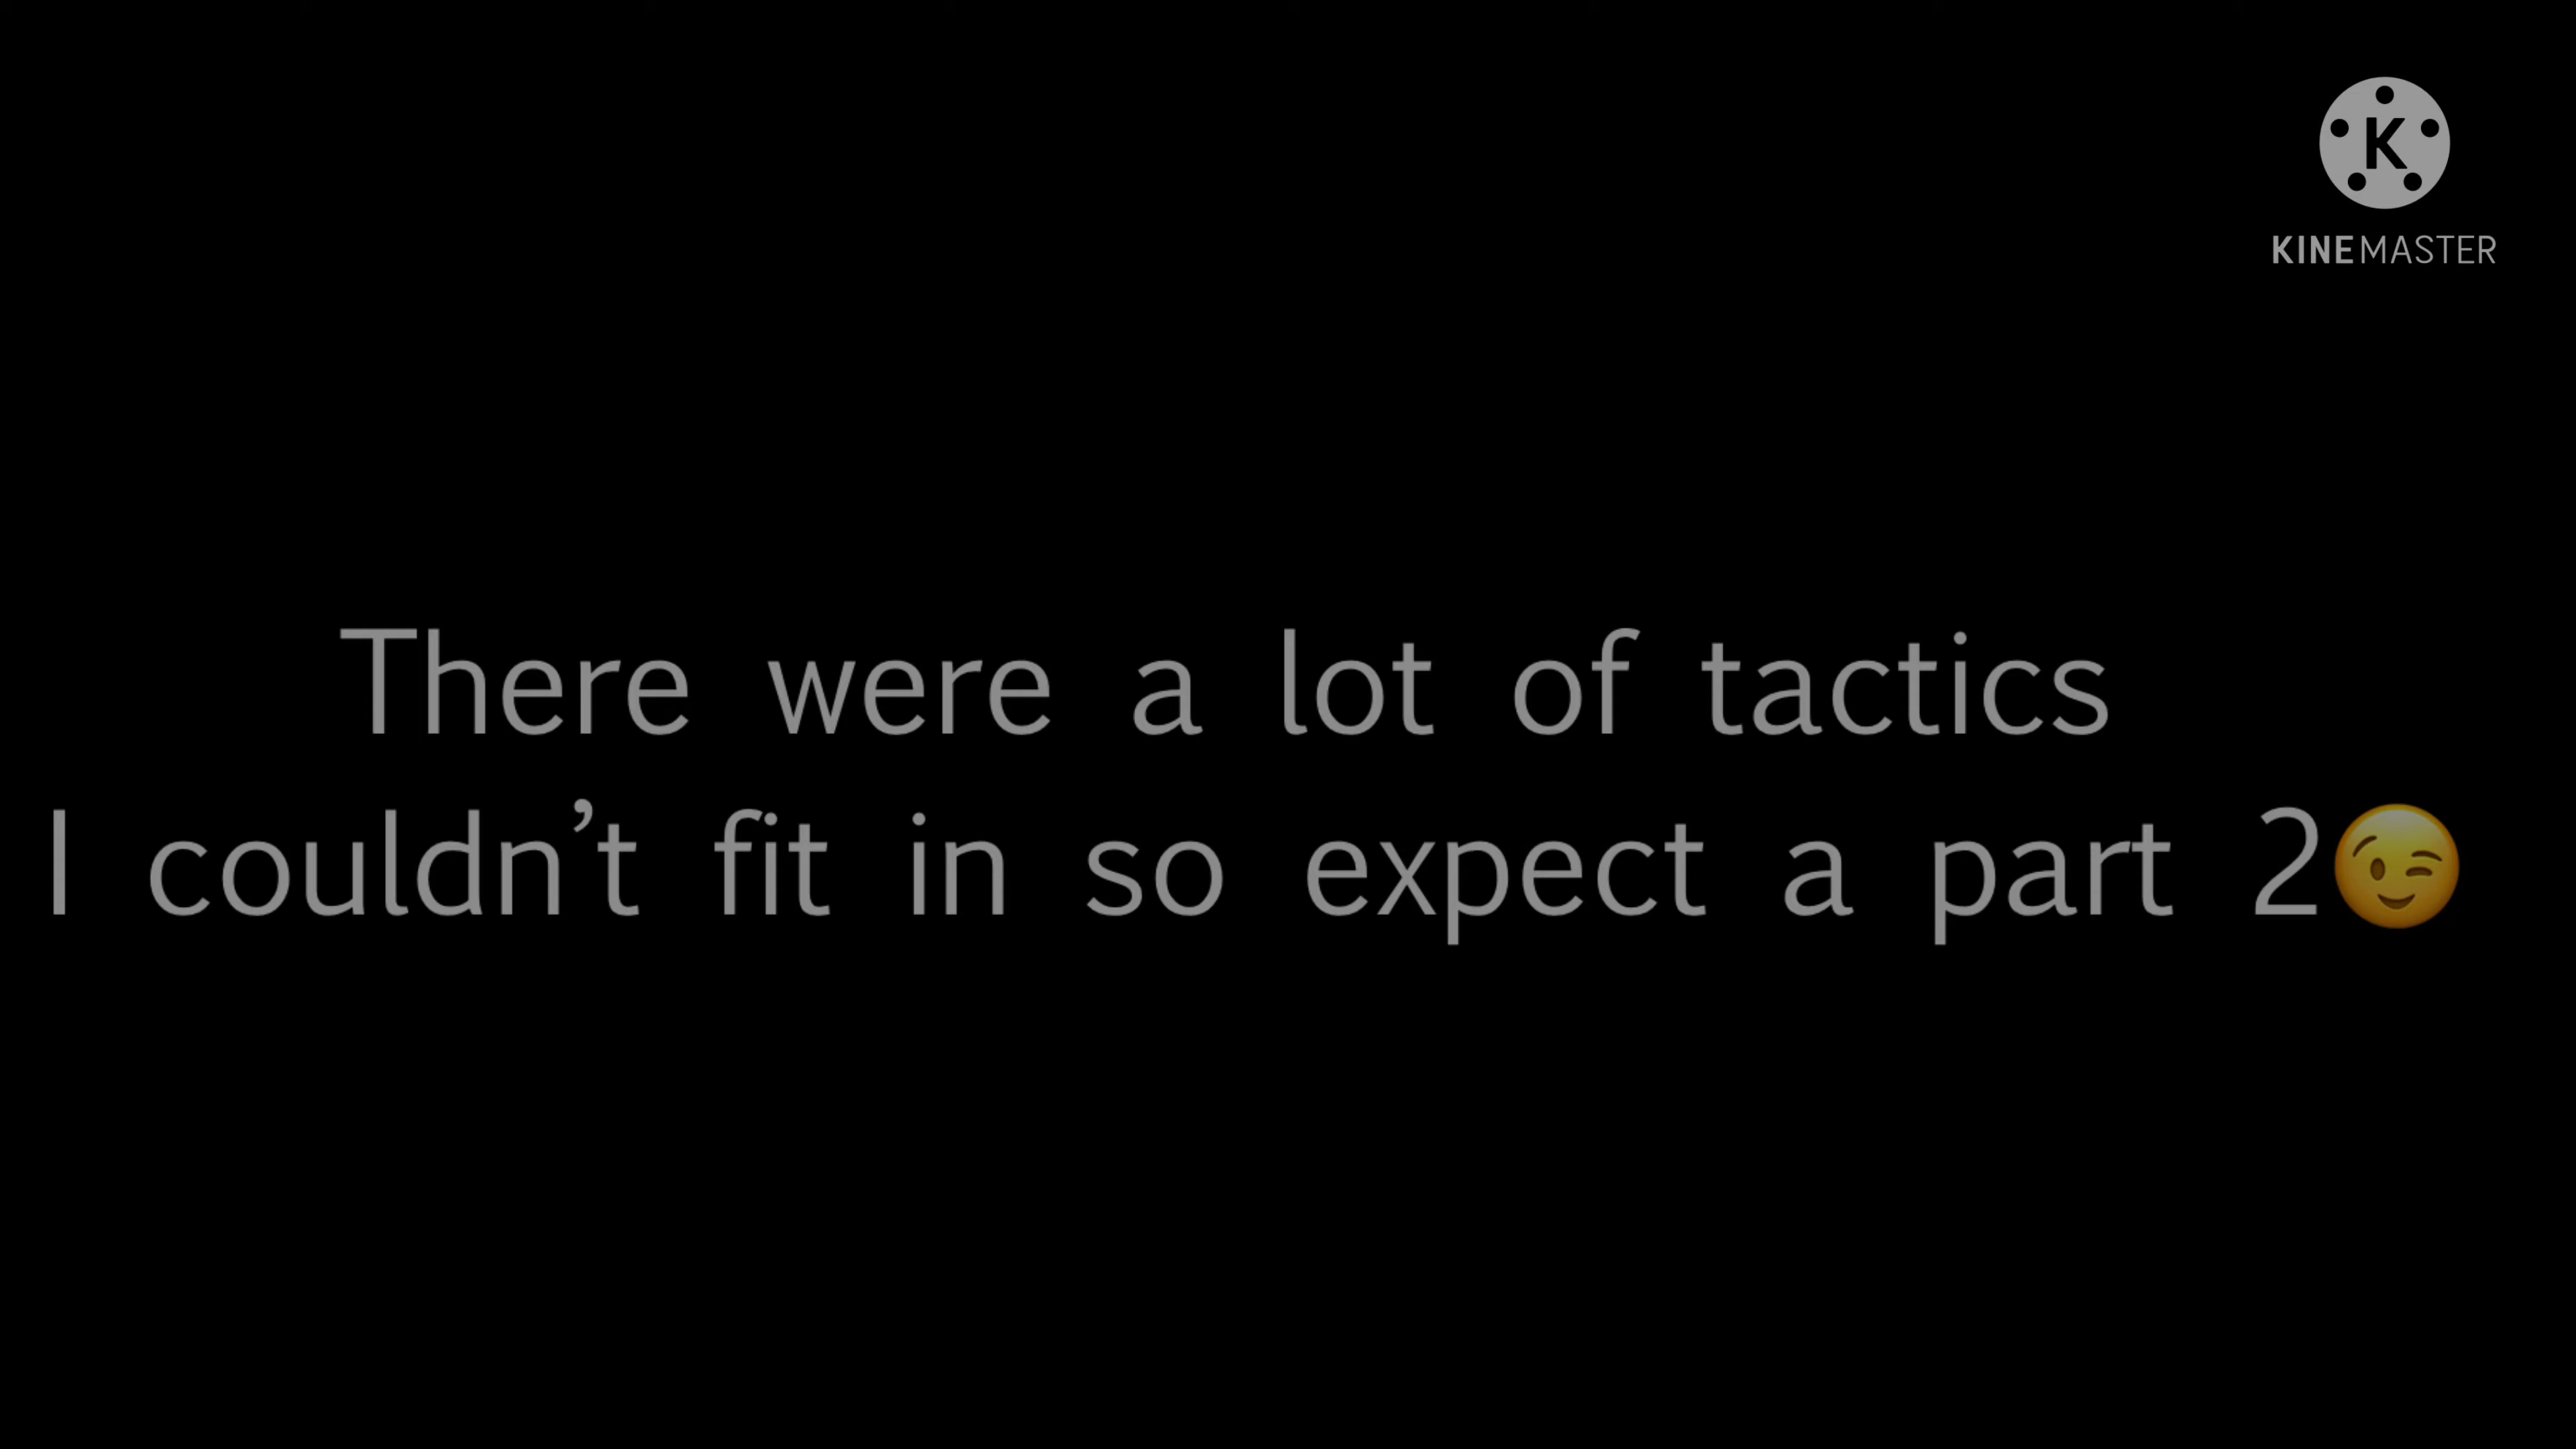 K
KINEMASTER
There were a lot of tactics
I couldn’t fit in so expect a part 2😉